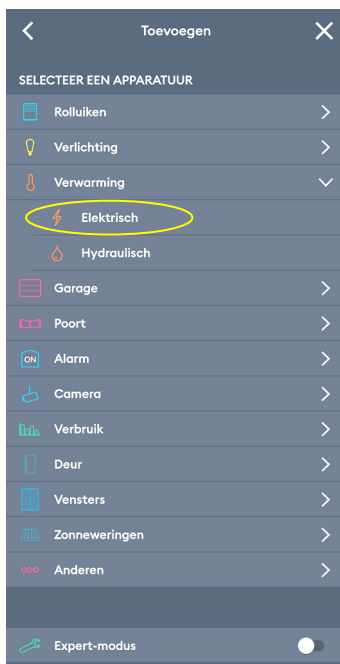 Toevoegen
SELECTEER EEN APPARATUUR
Rolluiken
Verlichting
Verwarming
Elektrisch
Hydraulisch
Garage
Poort
ON
Alarm
Camera
Verbruik
Deur
Vensters
Zonneweringen
Anderen
Expert-modus